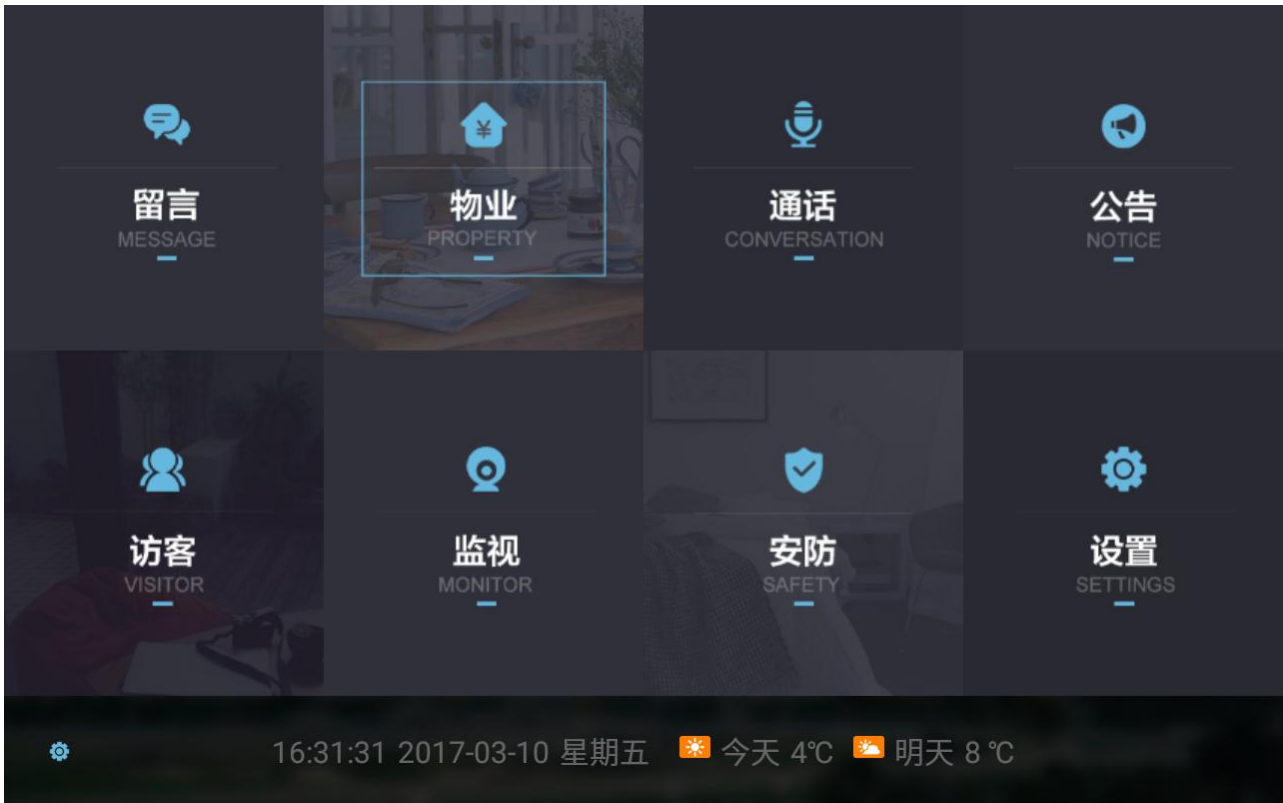 留言
MESSAGE
¥
物业
PROPERTY
通话
CONVERSATION
公告
NOTICE
访客
VISITOR
监视
MONITOR
安防
SAFETY
设置
SETTINGS
16:31:31 2017-03-10 星期五 今天 4℃ 明天 8 ℃